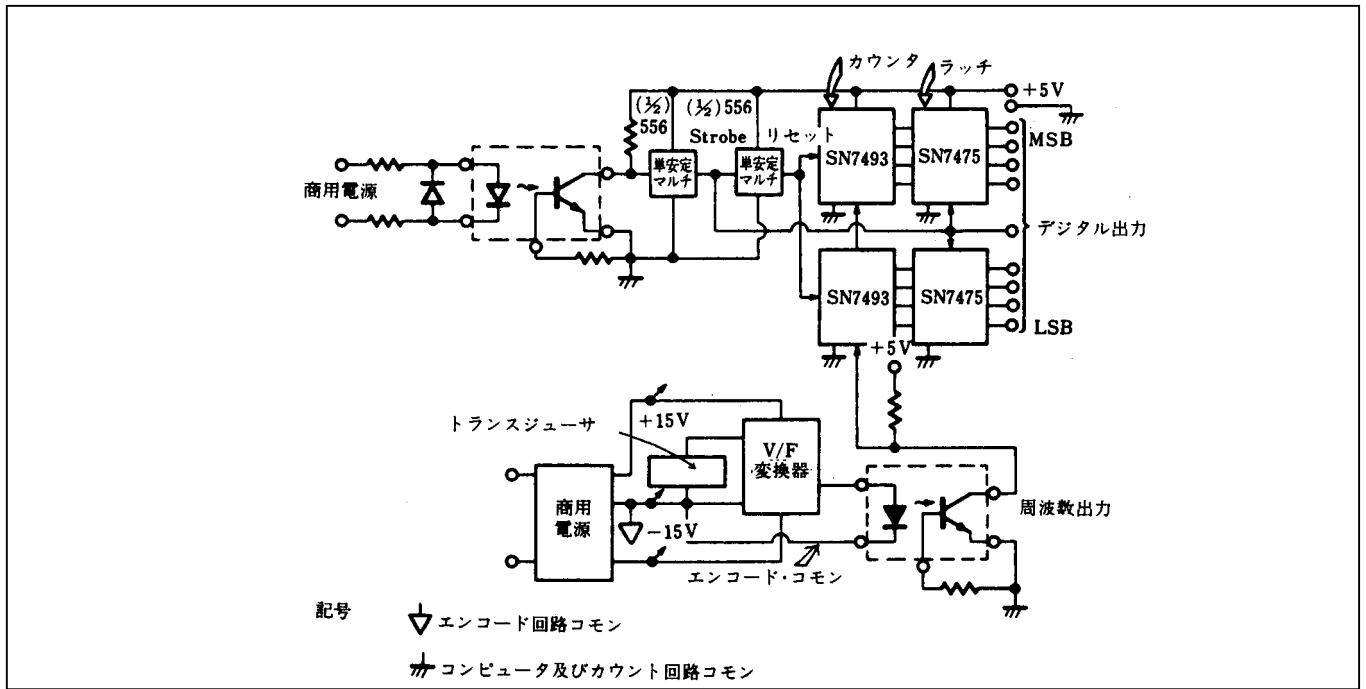 カウンタ
ラッチ
+5V
(½)
556
(½)556
Strobe リセット
MSB
SN7493
SN7475
単安定
マルチ
単安定
マルチ
商用電源
デジタル出力
SN7493
SN7475
LSB
+5V
トランスジューサ
+15V
V/F
変換器
商用
電源
-15V
周波数出力
エンコード・コモン
記号
エンコード回路コモン
コンピュータ及びカウント回路コモン